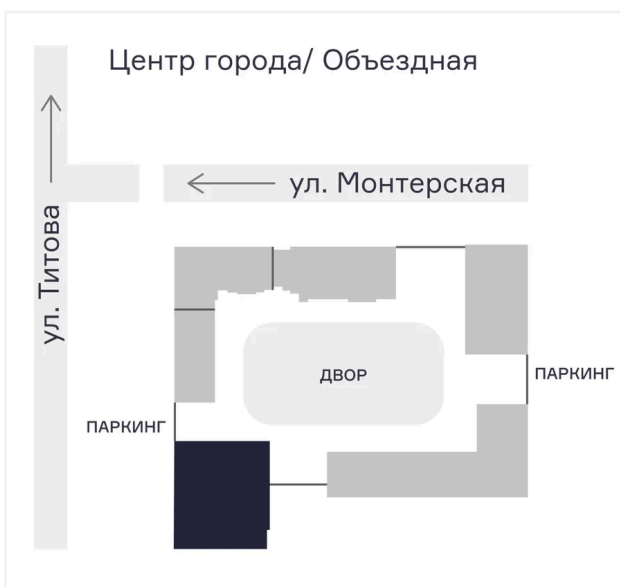 Центр города/ Объездная
ул. Монтерская
ул. Титова
ДВОР
ПАРКИНГ
ПАРКИНГ